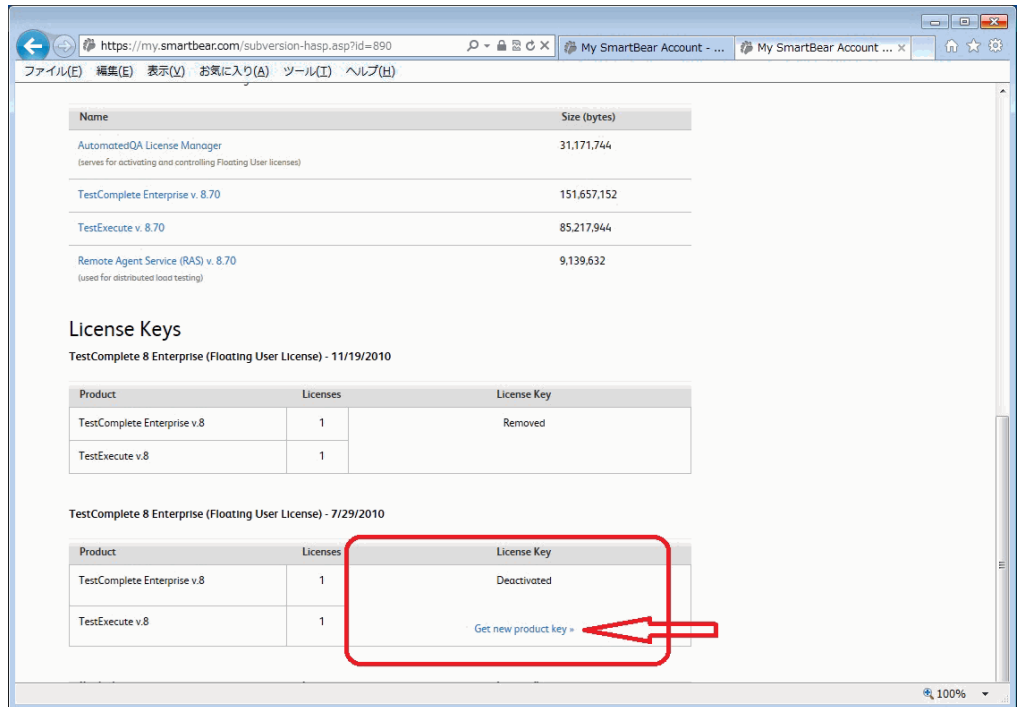 https://my.smartbear.com/subversion-hasp.asp?id=890
My SmartBear Account - ...
My SmartBear Account ...
ファイル(F) 編集(E) 表示(V) お気に入り(A) ツール(T) ヘルプ(H)
Name Size (bytes)
AutomatedQA License Manager 31,171,744
(serves for activating and controlling Floating User licenses)
TestComplete Enterprise v. 8.70 151,657,152
TestExecute v. 8.70 85,217,944
Remote Agent Service (RAS) v. 8.70 9,139,632
(used for distributed load testing)
License Keys
TestComplete 8 Enterprise (Floating User License) - 11/19/2010
Product Licenses License Key
TestComplete Enterprise v.8 1 Removed
TestExecute v.8 1
TestComplete 8 Enterprise (Floating User License) - 7/29/2010
Product Licenses License Key
TestComplete Enterprise v.8 1 Deactivated
TestExecute v.8 1 Get new product key »
100%